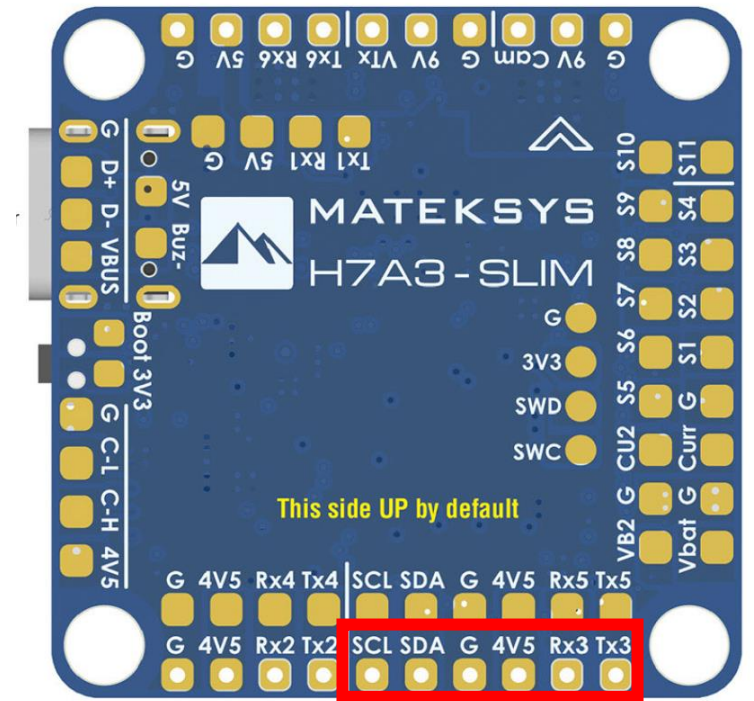 G 5V Rx6 Tx6 VTx 9V G Cam 9V G
G 5V Rx1 Tx1
G D+ D- VBUS
5V Buz-
S10 S11
S9 S4
S8 S3
S7 S2
S6 S1
S5 G
CU2 Curr
G G
VB2 Vbat
MATEKSYS
H7A3-SLIM
G
3V3
SWD
SWC
Boot 3V3
G C-L C-H 4V5
This side UP by default
G 4V5 Rx4 Tx4 SCL SDA G 4V5 Rx5 Tx5
G 4V5 Rx2 Tx2 SCL SDA G 4V5 Rx3 Tx3